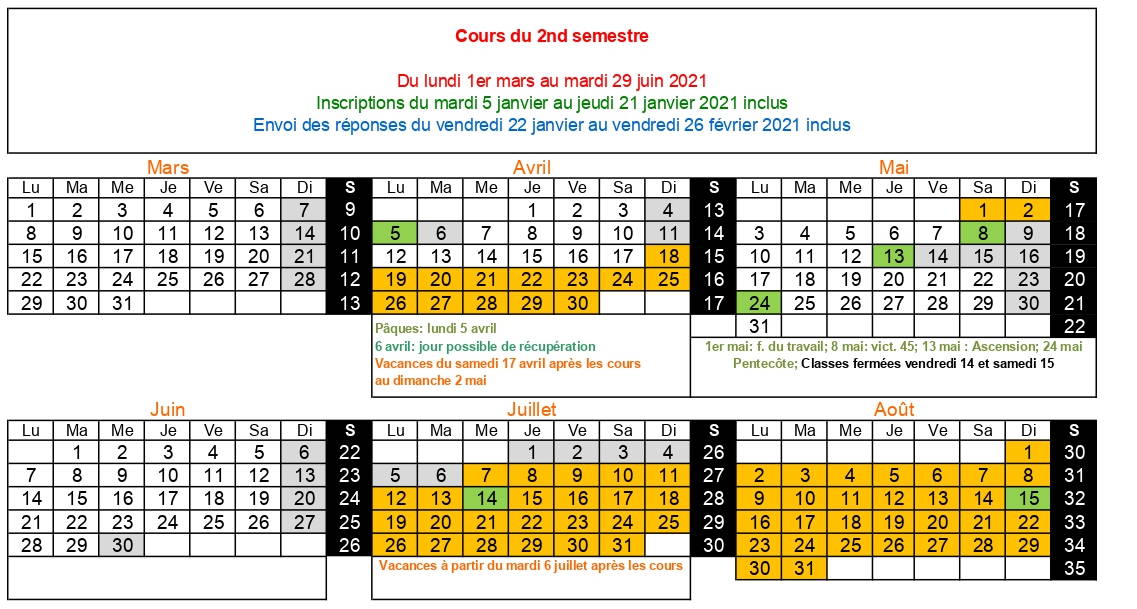 Cours du 2nd semestre
Du lundi 1er mars au mardi 29 juin 2021
Inscriptions du mardi 5 janvier au jeudi 21 janvier 2021 inclus
Envoi des réponses du vendredi 22 janvier au vendredi 26 février 2021 inclus
Mars Avril Mai
Lu Ma Me Je Ve Sa Di S Lu Ma Me Je Ve Sa Di S Lu Ma Me Je Ve Sa Di S
1 2 3 4 5 6 7 9 1 2 3 4 13 1 2 17
8 9 10 11 12 13 14 10 5 6 7 8 9 10 11 14 3 4 5 6 7 8 9 18
15 16 17 18 19 20 21 11 12 13 14 15 16 17 18 15 10 11 12 13 14 15 16 19
22 23 24 25 26 27 28 12 19 20 21 22 23 24 25 16 17 18 19 20 21 22 23 20
29 30 31 13 26 27 28 29 30 17 24 25 26 27 28 29 30 21
31 22
Pâques: lundi 5 avril
6 avril: jour possible de récupération
Vacances du samedi 17 avril après les cours
au dimanche 2 mai
1er mai: f. du travail; 8 mai: vict. 45; 13 mai : Ascension; 24 mai
Pentecôte; Classes fermées vendredi 14 et samedi 15
Juin Juillet Août
Lu Ma Me Je Ve Sa Di S Lu Ma Me Je Ve Sa Di S Lu Ma Me Je Ve Sa Di S
1 2 3 4 5 6 22 1 2 3 4 26 1 30
7 8 9 10 11 12 13 23 5 6 7 8 9 10 11 27 2 3 4 5 6 7 8 31
14 15 16 17 18 19 20 24 12 13 14 15 16 17 18 28 9 10 11 12 13 14 15 32
21 22 23 24 25 26 27 25 19 20 21 22 23 24 25 29 16 17 18 19 20 21 22 33
28 29 30 26 26 27 28 29 30 31 30 23 24 25 26 27 28 29 34
30 31 35
Vacances à partir du mardi 6 juillet après les cours